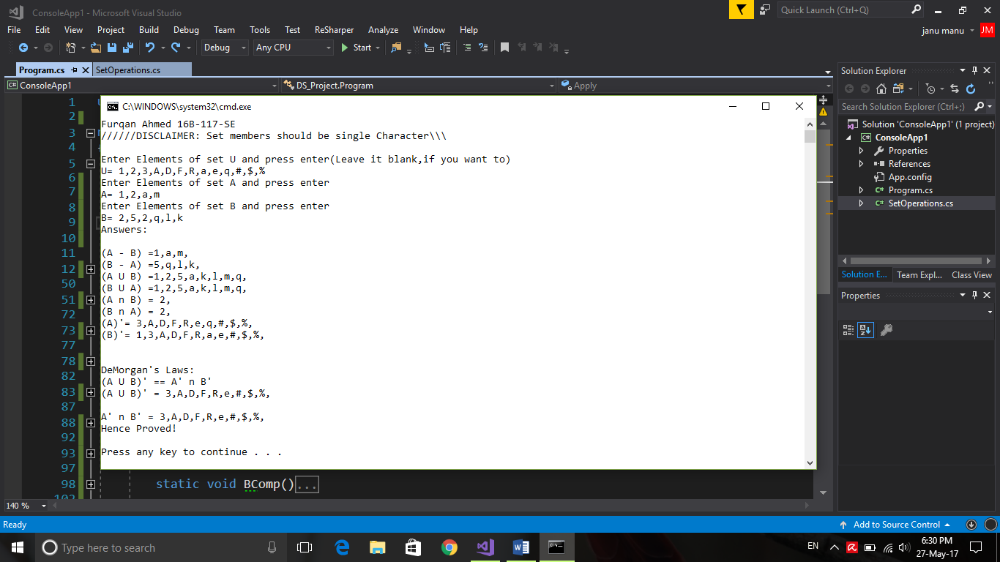 ConsoleApp1 - Microsoft Visual Studio
Quick Launch (Ctrl+Q)
File Edit View Project Build Debug Team Tools Test ReSharper Analyze Window Help
janu manu JM
Debug Any CPU Start
Program.cs SetOperations.cs
ConsoleApp1 DS_Project.Program Apply
1
2
3
4
5
6
7
8
9
10
11
12
50
51
72
73
77
78
82
83
87
88
92
93
97
98 static void BComp()...
102
C:\WINDOWS\system32\cmd.exe
Furqan Ahmed 16B-117-SE
//////DISCLAIMER: Set members should be single Character\\\
Enter Elements of set U and press enter(Leave it blank,if you want to)
U= 1,2,3,A,D,F,R,a,e,q,#,$,%
Enter Elements of set A and press enter
A= 1,2,a,m
Enter Elements of set B and press enter
B= 2,5,2,q,l,k
Answers:
(A - B) =1,a,m,
(B - A) =5,q,l,k,
(A U B) =1,2,5,a,k,l,m,q,
(B U A) =1,2,5,a,k,l,m,q,
(A n B) = 2,
(B n A) = 2,
(A)'= 3,A,D,F,R,e,q,#,$,%,
(B)'= 1,3,A,D,F,R,a,e,#,$,%,
DeMorgan's Laws:
(A U B)' == A' n B'
(A U B)' = 3,A,D,F,R,e,#,$,%,
A' n B' = 3,A,D,F,R,e,#,$,%,
Hence Proved!
Press any key to continue . . .
Solution Explorer
Search Solution Explorer (Ctrl+;)
Solution 'ConsoleApp1' (1 project)
C# ConsoleApp1
Properties
References
App.config
C# Program.cs
C# SetOperations.cs
Solution E... Team Expl... Class View
Properties
140 %
Ready
Add to Source Control
Type here to search
EN
6:30 PM
27-May-17